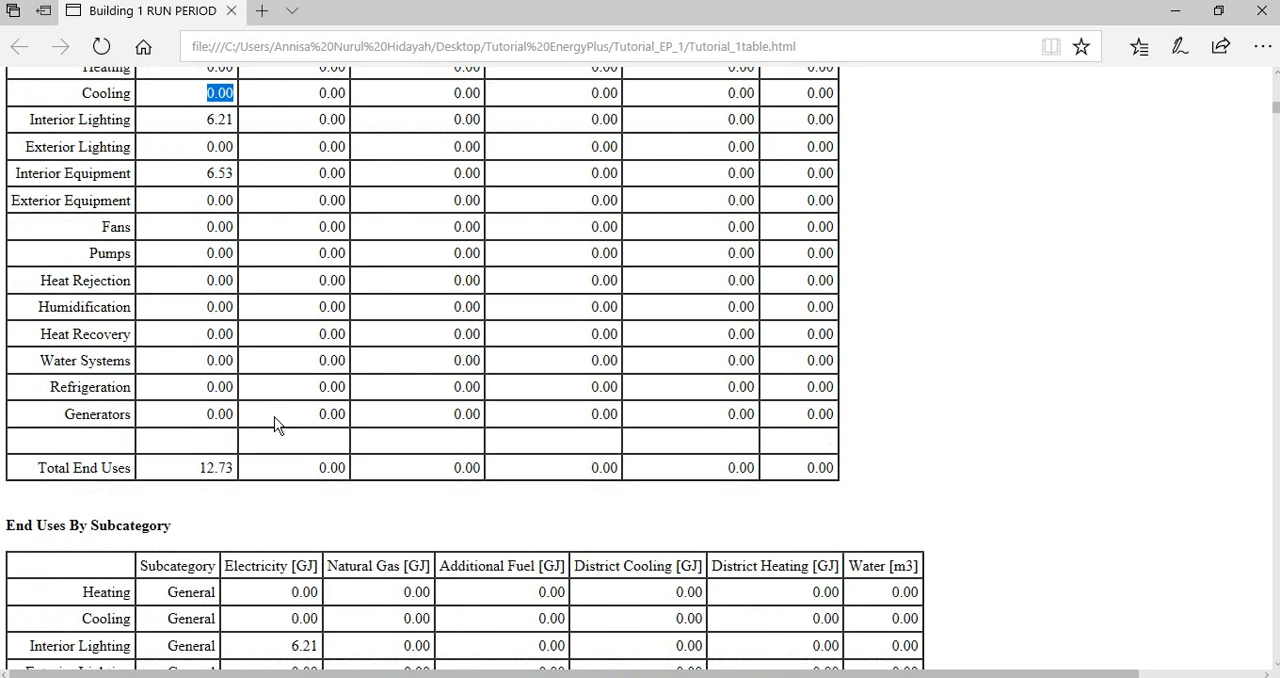 Building 1 RUN PERIOD
file:///C:/Users/Annisa%20Nurul%20Hidayah/Desktop/Tutorial%20EnergyPlus/Tutorial_EP_1/Tutorial_1table.html
Heating 0.00 0.00 0.00 0.00 0.00 0.00
Cooling 0.00 0.00 0.00 0.00 0.00 0.00
Interior Lighting 6.21 0.00 0.00 0.00 0.00 0.00
Exterior Lighting 0.00 0.00 0.00 0.00 0.00 0.00
Interior Equipment 6.53 0.00 0.00 0.00 0.00 0.00
Exterior Equipment 0.00 0.00 0.00 0.00 0.00 0.00
Fans 0.00 0.00 0.00 0.00 0.00 0.00
Pumps 0.00 0.00 0.00 0.00 0.00 0.00
Heat Rejection 0.00 0.00 0.00 0.00 0.00 0.00
Humidification 0.00 0.00 0.00 0.00 0.00 0.00
Heat Recovery 0.00 0.00 0.00 0.00 0.00 0.00
Water Systems 0.00 0.00 0.00 0.00 0.00 0.00
Refrigeration 0.00 0.00 0.00 0.00 0.00 0.00
Generators 0.00 0.00 0.00 0.00 0.00 0.00
Total End Uses 12.73 0.00 0.00 0.00 0.00 0.00
End Uses By Subcategory
Subcategory Electricity [GJ] Natural Gas [GJ] Additional Fuel [GJ] District Cooling [GJ] District Heating [GJ] Water [m3]
Heating General 0.00 0.00 0.00 0.00 0.00 0.00
Cooling General 0.00 0.00 0.00 0.00 0.00 0.00
Interior Lighting General 6.21 0.00 0.00 0.00 0.00 0.00